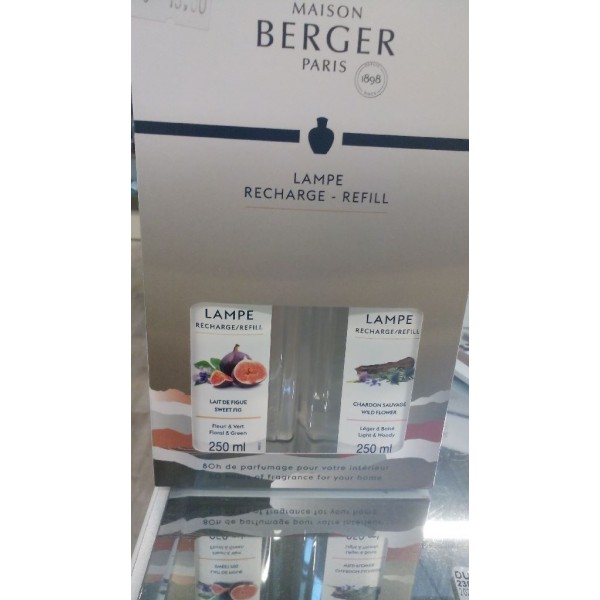 MAISON
BERGER
PARIS
1898
LAMPE
RECHARGE - REFILL
LAMPE
RECHARGE/REFILL
LAIT DE FIGUE
SWEET FIG
Fleuri & Vert
Floral & Green
250 ml
LAMPE
RECHARGE/REFILL
CHARDON SAUVAGE
WILD FLOWER
Léger & Boisé
Light & Woody
250 ml
80h de parfumage pour votre intérieur
of fragrance for your home